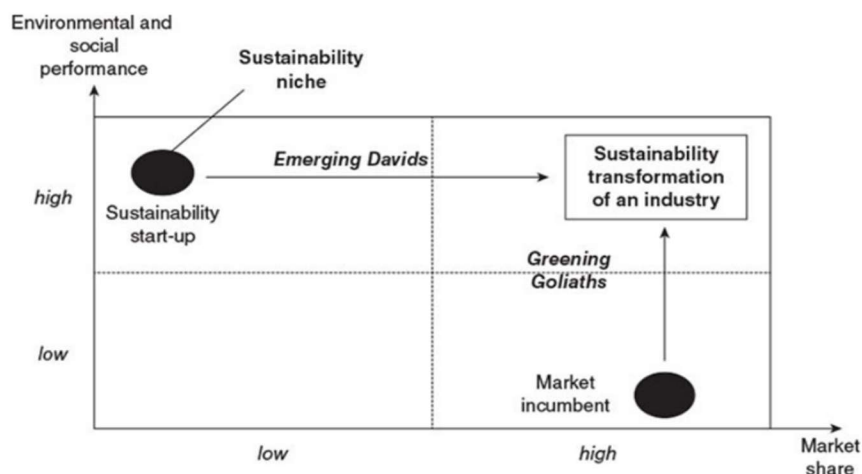 Environmental and
social
performance
Sustainability
niche
Emerging Davids
Sustainability
transformation
of an industry
high
Sustainability
start-up
Greening
Goliaths
low
Market
incumbent
low
high
Market
share